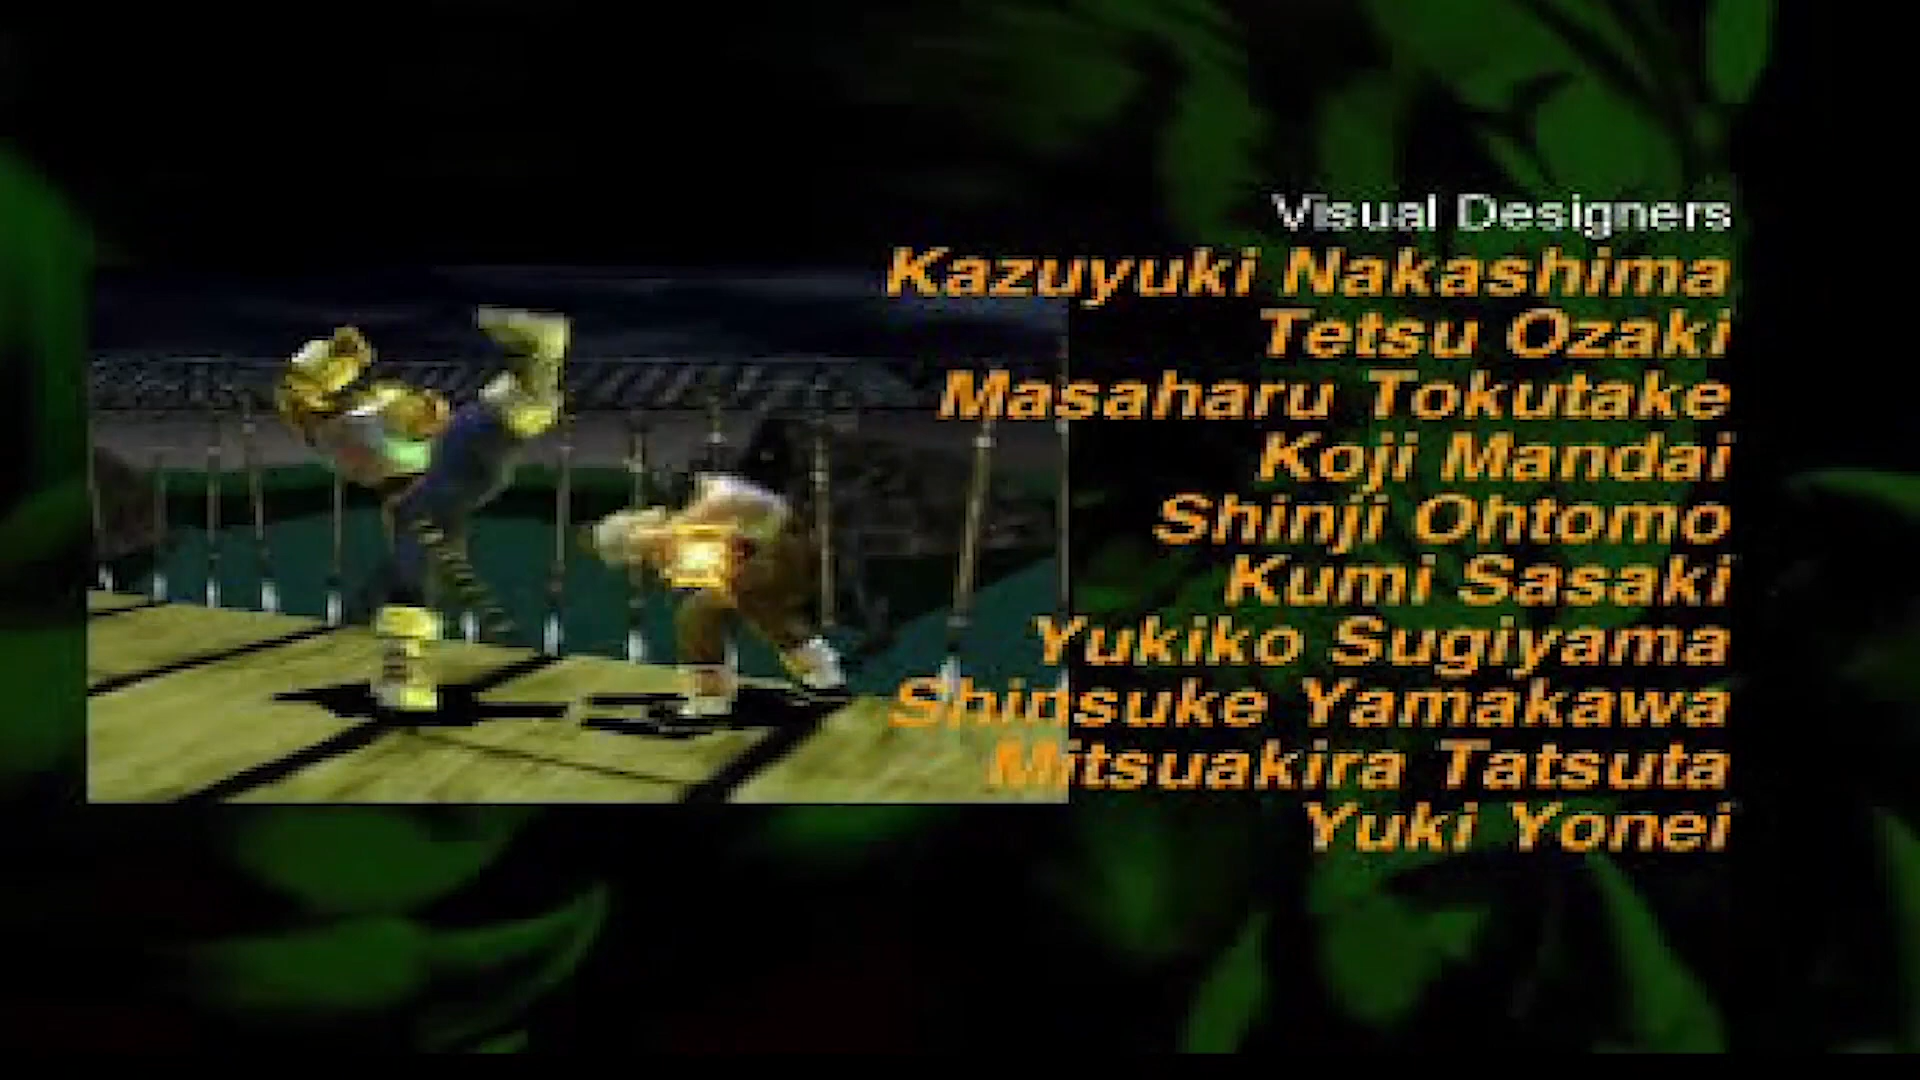 Visual Designers
Kazuyuki Nakashima
Tetsu Ozaki
Masaharu Tokutake
Koji Mandai
Shinji Ohtomo
Kumi Sasaki
Yukiko Sugiyama
Shinsuke Yamakawa
Mitsuakira Tatsuta
Yuki Yonei